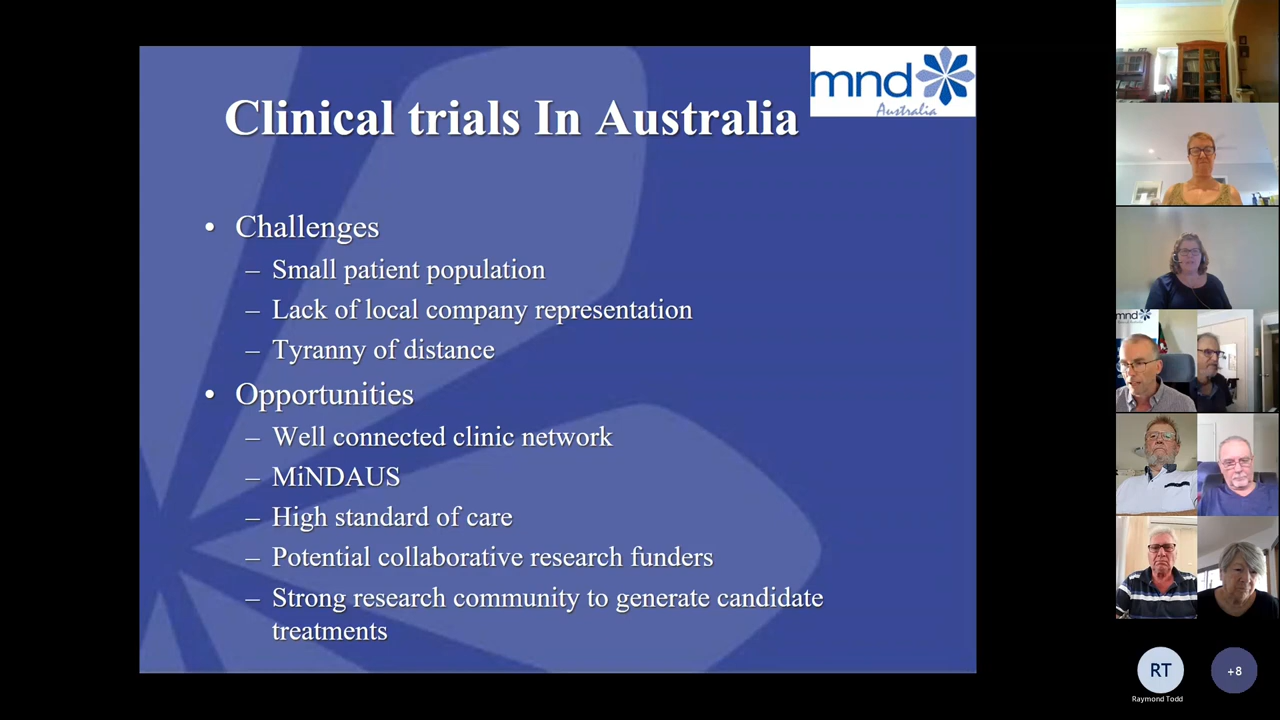 mnd
Australia
Clinical trials In Australia
• Challenges
– Small patient population
– Lack of local company representation
– Tyranny of distance
• Opportunities
– Well connected clinic network
– MiNDAUS
– High standard of care
– Potential collaborative research funders
– Strong research community to generate candidate
treatments
mnd
RT
Raymond Todd
+8